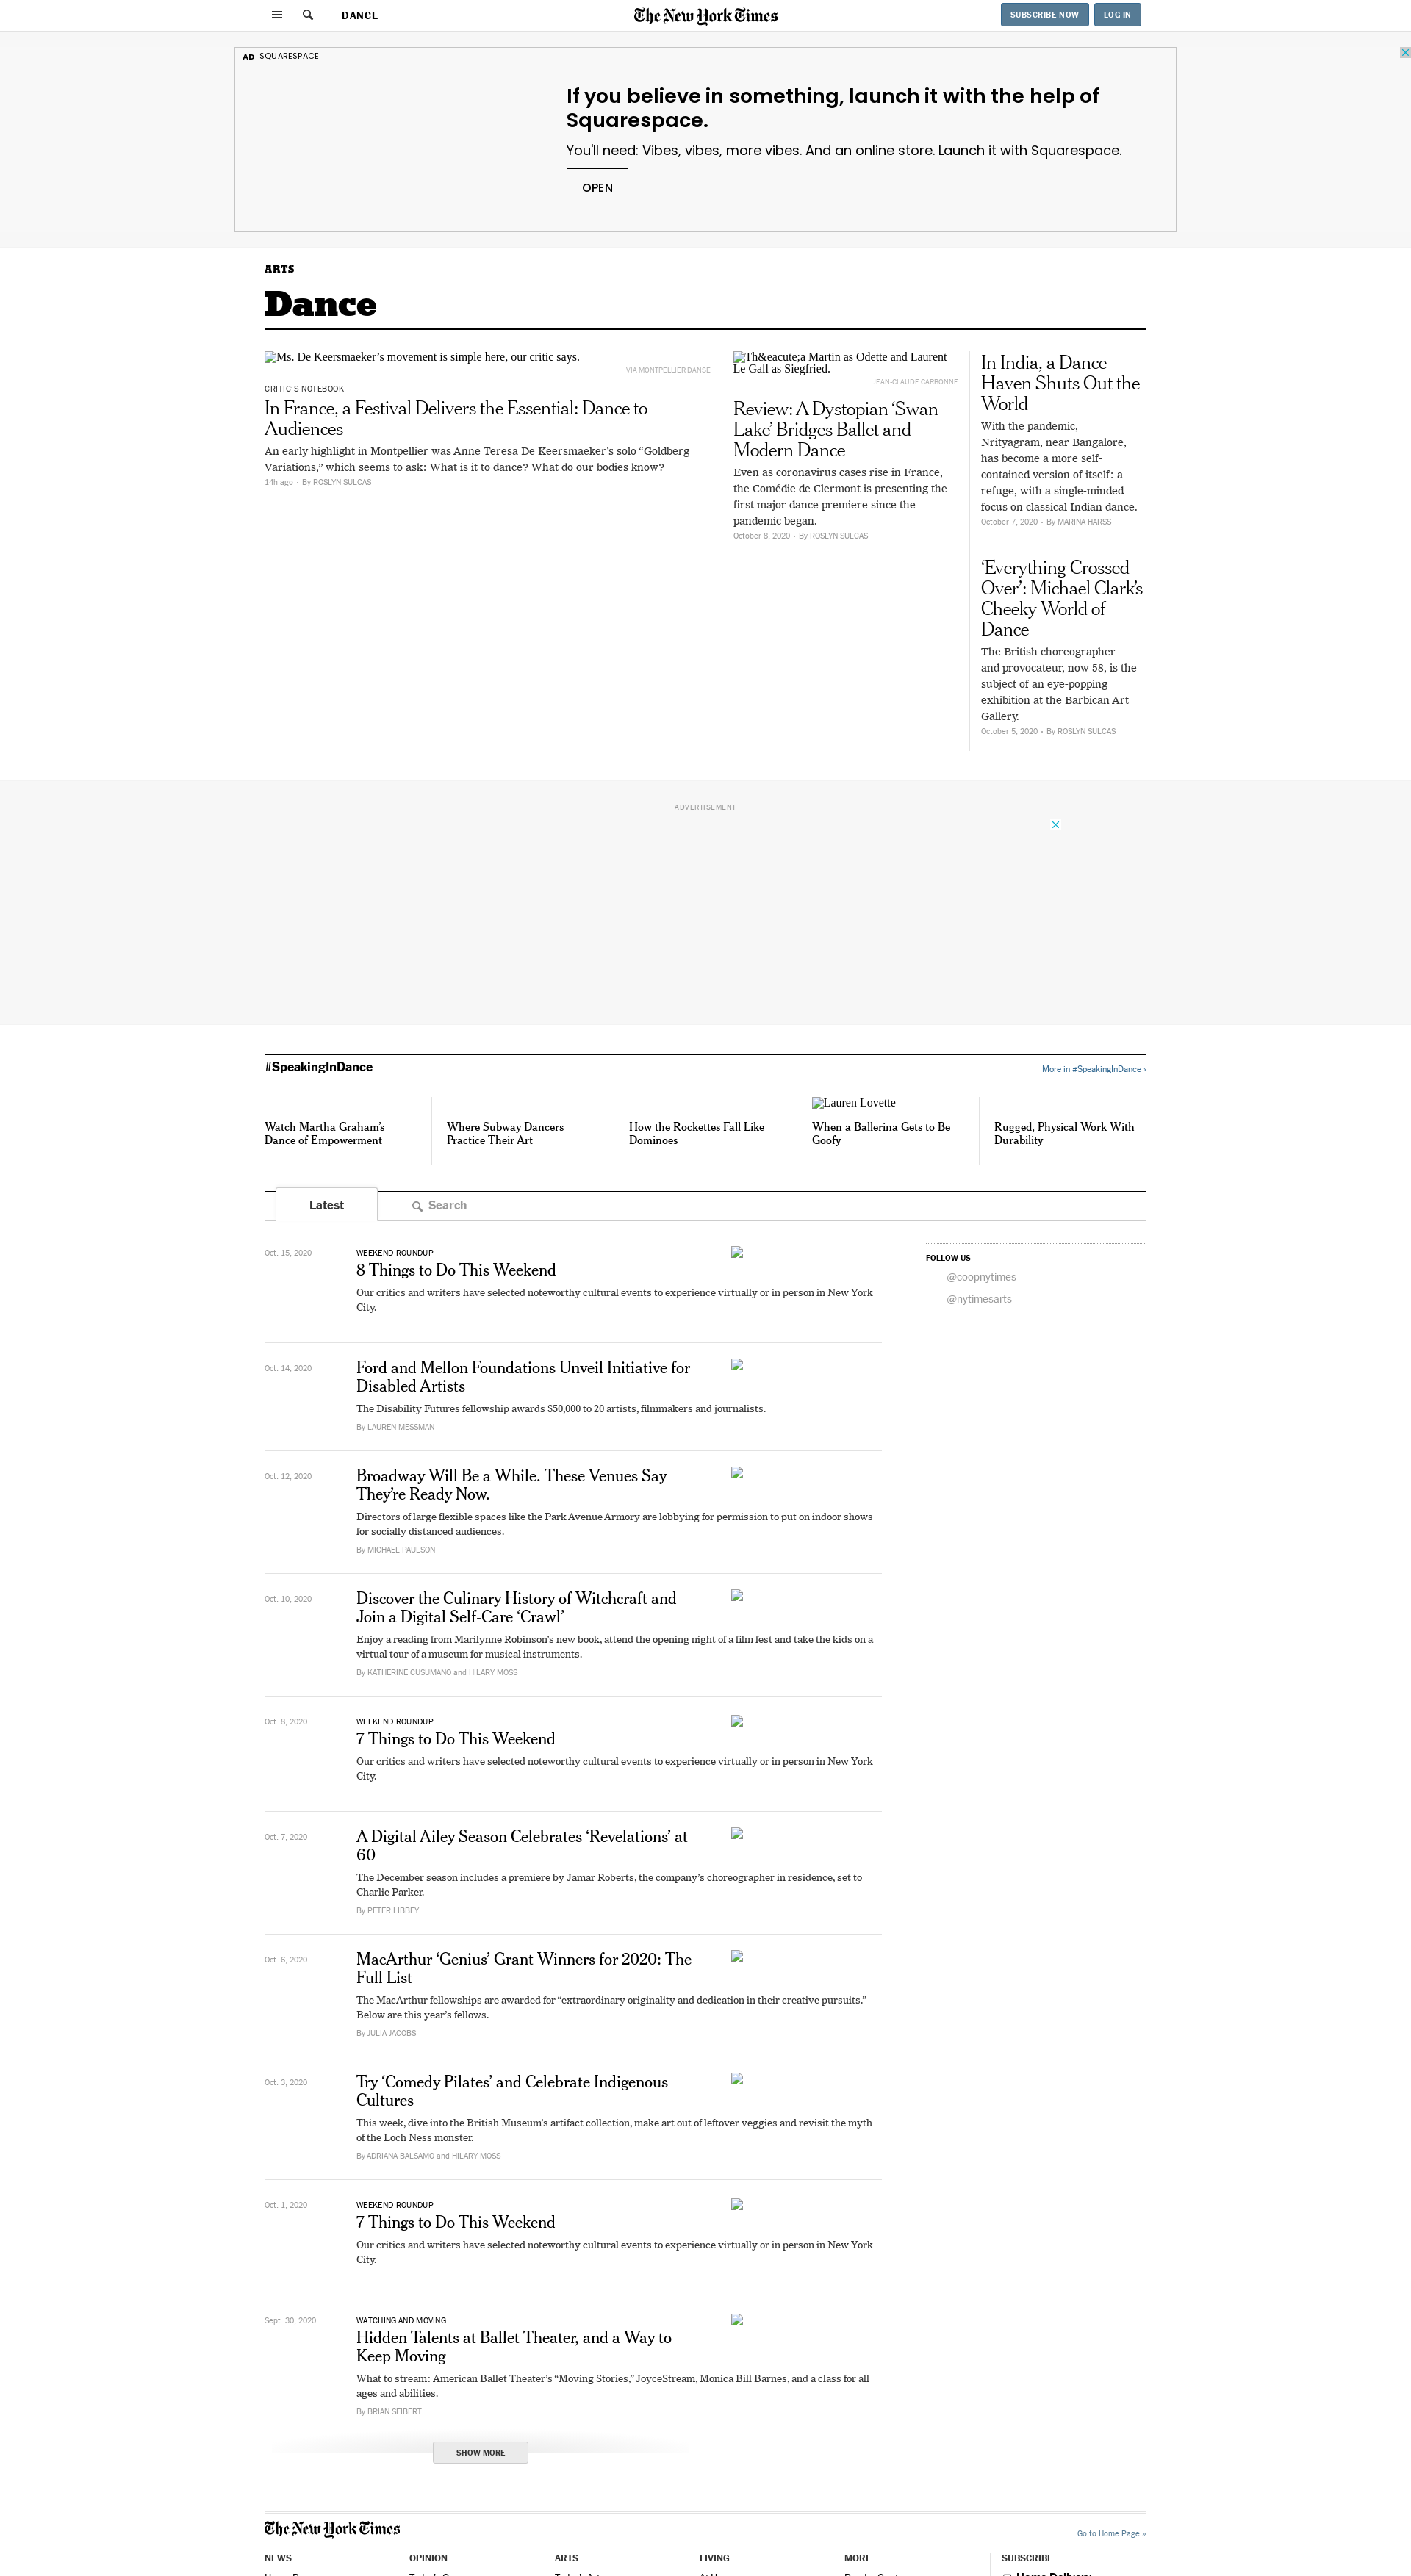 DANCE
The New York Times
SUBSCRIBE NOW
LOG IN
AD SQUARESPACE
If you believe in something, launch it with the help of
Squarespace.
You'll need: Vibes, vibes, more vibes. And an online store. Launch it with Squarespace.
OPEN
ARTS
Dance
Ms. De Keersmaeker’s movement is simple here, our critic says.
VIA MONTPELLIER DANSE
CRITIC’S NOTEBOOK
In France, a Festival Delivers the Essential: Dance to
Audiences
An early highlight in Montpellier was Anne Teresa De Keersmaeker’s solo “Goldberg
Variations,” which seems to ask: What is it to dance? What do our bodies know?
14h ago • By ROSLYN SULCAS
Th&eacute;a Martin as Odette and Laurent
Le Gall as Siegfried.
JEAN-CLAUDE CARBONNE
Review: A Dystopian ‘Swan
Lake’ Bridges Ballet and
Modern Dance
Even as coronavirus cases rise in France,
the Comédie de Clermont is presenting the
first major dance premiere since the
pandemic began.
October 8, 2020 • By ROSLYN SULCAS
In India, a Dance
Haven Shuts Out the
World
With the pandemic,
Nrityagram, near Bangalore,
has become a more self-
contained version of itself: a
refuge, with a single-minded
focus on classical Indian dance.
October 7, 2020 • By MARINA HARSS
‘Everything Crossed
Over’: Michael Clark’s
Cheeky World of
Dance
The British choreographer
and provocateur, now 58, is the
subject of an eye-popping
exhibition at the Barbican Art
Gallery.
October 5, 2020 • By ROSLYN SULCAS
ADVERTISEMENT
#SpeakingInDance
More in #SpeakingInDance ›
Watch Martha Graham’s
Dance of Empowerment
Where Subway Dancers
Practice Their Art
How the Rockettes Fall Like
Dominoes
Lauren Lovette
When a Ballerina Gets to Be
Goofy
Rugged, Physical Work With
Durability
Latest
Search
Oct. 15, 2020
WEEKEND ROUNDUP
8 Things to Do This Weekend
Our critics and writers have selected noteworthy cultural events to experience virtually or in person in New York
City.
FOLLOW US
@coopnytimes
@nytimesarts
Oct. 14, 2020
Ford and Mellon Foundations Unveil Initiative for
Disabled Artists
The Disability Futures fellowship awards $50,000 to 20 artists, filmmakers and journalists.
By LAUREN MESSMAN
Oct. 12, 2020
Broadway Will Be a While. These Venues Say
They’re Ready Now.
Directors of large flexible spaces like the Park Avenue Armory are lobbying for permission to put on indoor shows
for socially distanced audiences.
By MICHAEL PAULSON
Oct. 10, 2020
Discover the Culinary History of Witchcraft and
Join a Digital Self-Care ‘Crawl’
Enjoy a reading from Marilynne Robinson’s new book, attend the opening night of a film fest and take the kids on a
virtual tour of a museum for musical instruments.
By KATHERINE CUSUMANO and HILARY MOSS
Oct. 8, 2020
WEEKEND ROUNDUP
7 Things to Do This Weekend
Our critics and writers have selected noteworthy cultural events to experience virtually or in person in New York
City.
Oct. 7, 2020
A Digital Ailey Season Celebrates ‘Revelations’ at
60
The December season includes a premiere by Jamar Roberts, the company’s choreographer in residence, set to
Charlie Parker.
By PETER LIBBEY
Oct. 6, 2020
MacArthur ‘Genius’ Grant Winners for 2020: The
Full List
The MacArthur fellowships are awarded for “extraordinary originality and dedication in their creative pursuits.”
Below are this year’s fellows.
By JULIA JACOBS
Oct. 3, 2020
Try ‘Comedy Pilates’ and Celebrate Indigenous
Cultures
This week, dive into the British Museum’s artifact collection, make art out of leftover veggies and revisit the myth
of the Loch Ness monster.
By ADRIANA BALSAMO and HILARY MOSS
Oct. 1, 2020
WEEKEND ROUNDUP
7 Things to Do This Weekend
Our critics and writers have selected noteworthy cultural events to experience virtually or in person in New York
City.
Sept. 30, 2020
WATCHING AND MOVING
Hidden Talents at Ballet Theater, and a Way to
Keep Moving
What to stream: American Ballet Theater’s “Moving Stories,” JoyceStream, Monica Bill Barnes, and a class for all
ages and abilities.
By BRIAN SEIBERT
SHOW MORE
The New York Times
Go to Home Page »
NEWS
OPINION
ARTS
LIVING
MORE
SUBSCRIBE